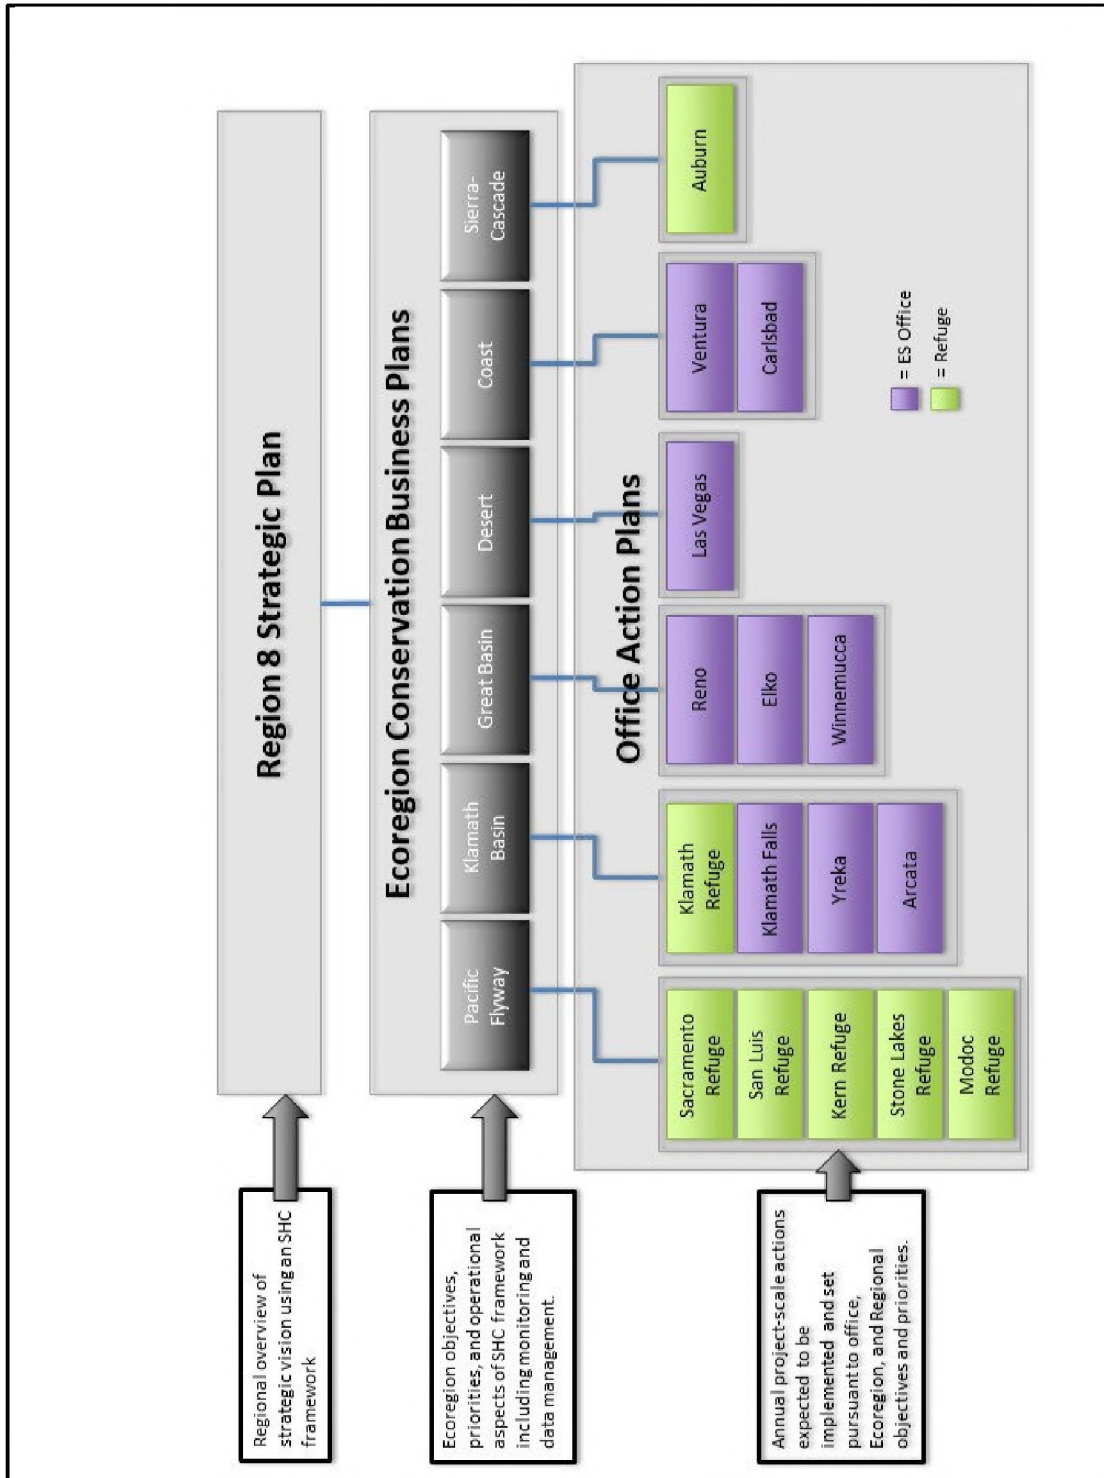 Regional overview of
strategic vision using an SHC
framework
Region 8 Strategic Plan
Ecoregion objectives,
priorities, and operational
aspects of SHC framework
including monitoring and
data management.
Ecoregion Conservation Business Plans
Pacific
Flyway
Klamath
Basin
Great Basin
Desert
Coast
Sierra-
Cascade
Annual project-scale actions
expected to be
implemented and set
pursuant to office,
Ecoregion, and Regional
objectives and priorities.
Office Action Plans
Sacramento
Refuge
San Luis
Refuge
Kern Refuge
Stone Lakes
Refuge
Modoc
Refuge
Klamath
Refuge
Klamath Falls
Yreka
Arcata
Reno
Elko
Winnemucca
Las Vegas
Ventura
Carlsbad
Auburn
= ES Office
= Refuge